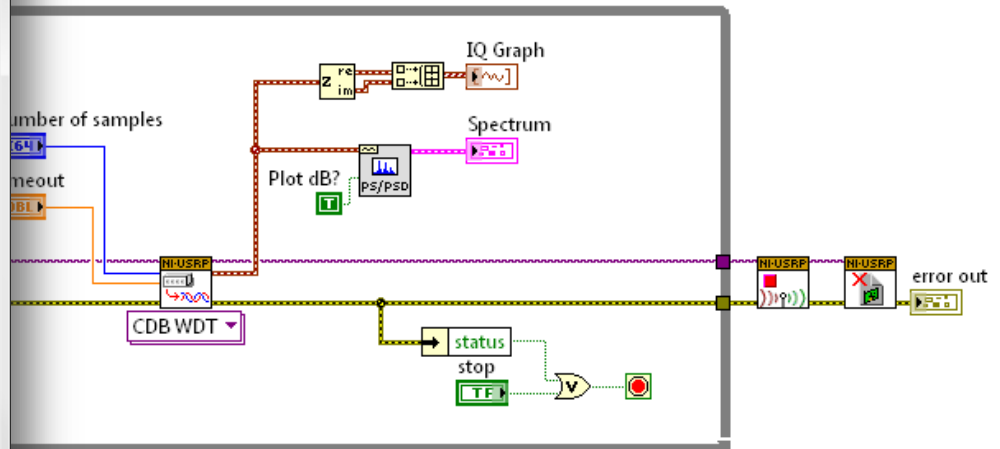 IQ Graph
re
z
im
umber of samples
Spectrum
64
meout
Plot dB?
PS/PSD
DBL
T
NI-USRP
NI-USRP
NI-USRP
error out
CDB WDT
status
stop
TF
V